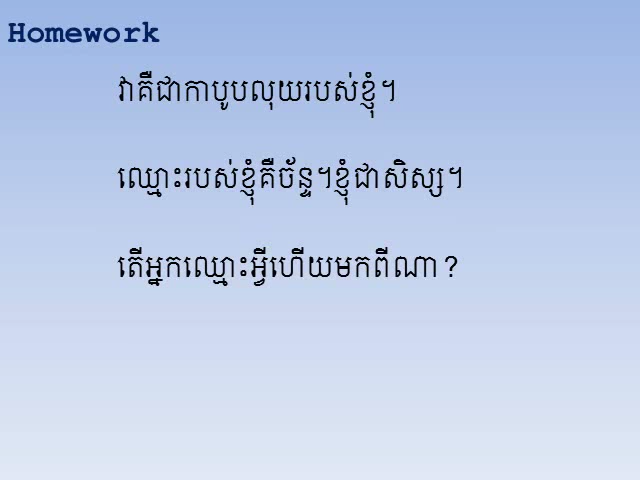 Homework
វាគឺជាកាបូបលុយរបស់ខ្ញុំ។
ឈ្មោះរបស់ខ្ញុំគឺច័ន្ទ។ខ្ញុំជាសិស្ស។
តើអ្នកឈ្មោះអ្វីហើយមកពីណា?